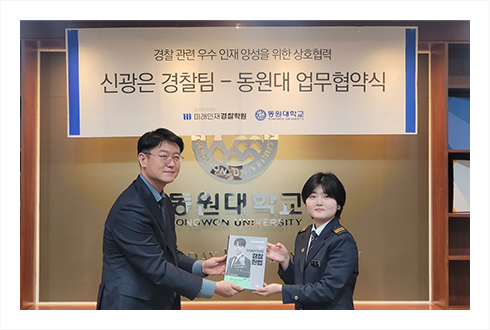 경찰 관련 우수 인재 양성을 위한 상호협력
신광은 경찰팀 – 동원대 업무협약식
미래인재경찰학원 동원대학교
동원대학교
TONGWON UNIVERSITY
경찰
헌법